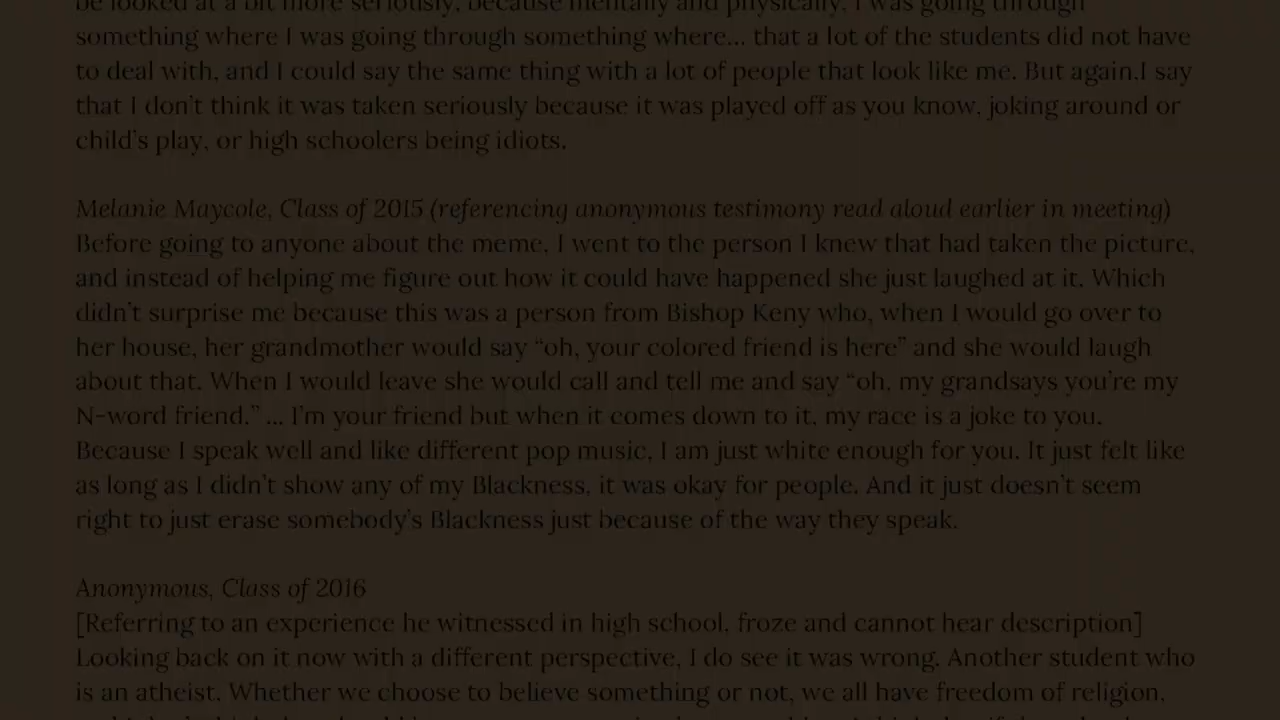 be looked at a bit more seriously, because mentally and physically, I was going through
something where I was going through something where... that a lot of the students did not have
to deal with, and I could say the same thing with a lot of people that look like me. But again.I say
that I don't think it was taken seriously because it was played off as you know, joking around or
child's play, or high schoolers being idiots.
Melanie Maycole, Class of 2015 (referencing anonymous testimony read aloud earlier in meeting)
Before going to anyone about the meme, I went to the person I knew that had taken the picture,
and instead of helping me figure out how it could have happened she just laughed at it. Which
didn't surprise me because this was a person from Bishop Keny who, when I would go over to
her house, her grandmother would say “oh, your colored friend is here” and she would laugh
about that. When I would leave she would call and tell me and say “oh, my grandsays you're my
N-word friend.” ... I'm your friend but when it comes down to it, my race is a joke to you.
Because I speak well and like different pop music, I am just white enough for you. It just felt like
as long as I didn't show any of my Blackness, it was okay for people. And it just doesn't seem
right to just erase somebody's Blackness just because of the way they speak.
Anonymous, Class of 2016
[Referring to an experience he witnessed in high school, froze and cannot hear description]
Looking back on it now with a different perspective, I do see it was wrong. Another student who
is an atheist. Whether we choose to believe something or not, we all have freedom of religion,